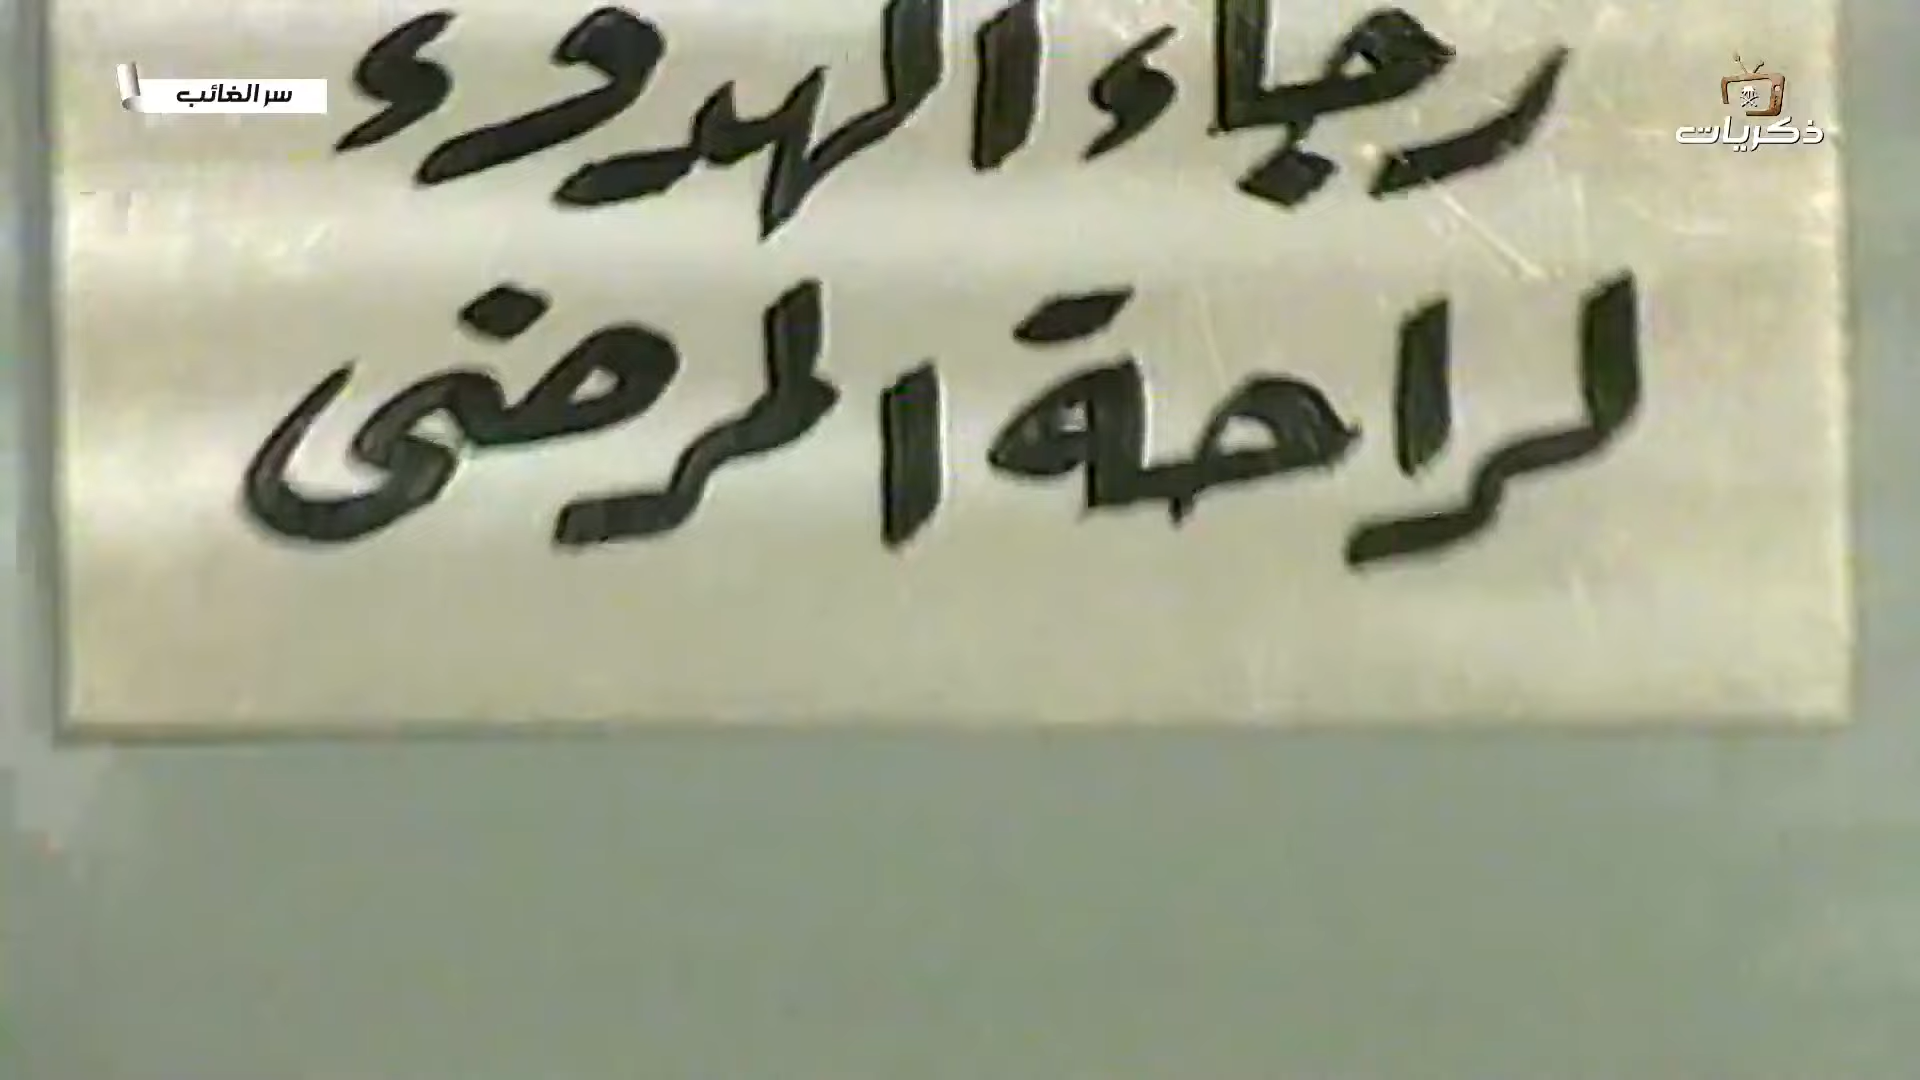 سر الغائب
ذكريات
رجاء الهدوء
لراحة المرضى